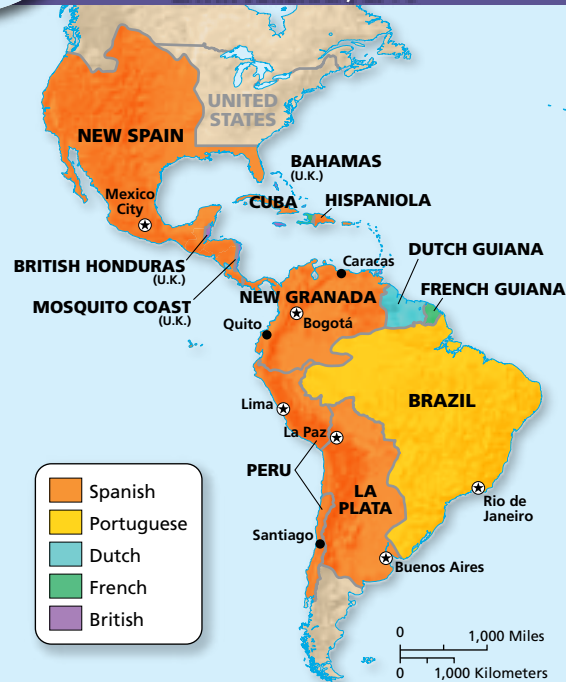 UNITED
STATES
NEW SPAIN
BAHAMAS
(U.K.)
Mexico
City
CUBA
HISPANIOLA
Caracas
DUTCH GUIANA
BRITISH HONDURAS
(U.K.)
FRENCH GUIANA
MOSQUITO COAST
(U.K.)
NEW GRANADA
Quito
Bogotá
Lima
BRAZIL
La Paz
PERU
LA
PLATA
Rio de
Janeiro
Santiago
Buenos Aires
Spanish
Portuguese
Dutch
French
British
0
1,000 Miles
0
1,000 Kilometers